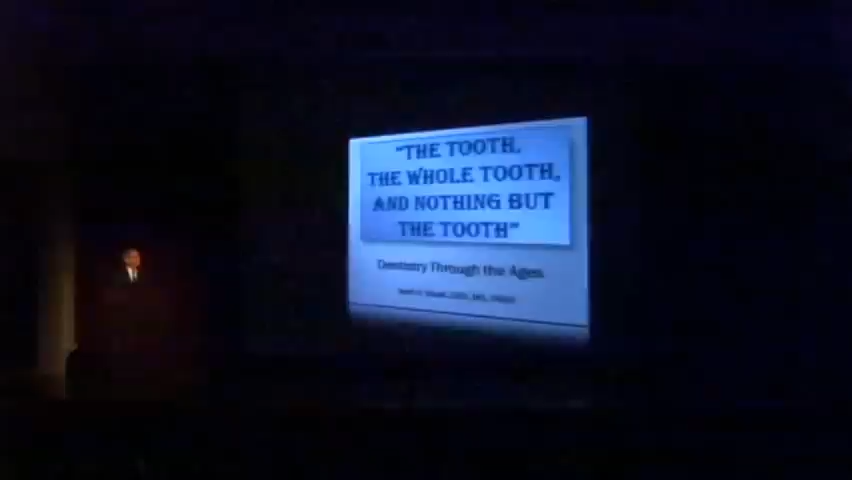 "THE TOOTH,
THE WHOLE TOOTH,
AND NOTHING BUT
THE TOOTH"
Dentistry Through the Ages